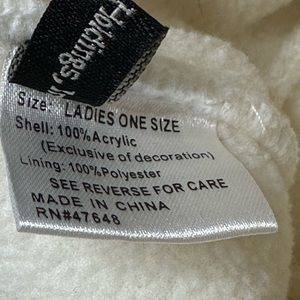 Holdings,
Size: LADIES ONE SIZE
Shell: 100%Acrylic
(Exclusive of decoration)
Lining: 100%Polyester
SEE REVERSE FOR CARE
MADE IN CHINA
RN#47648